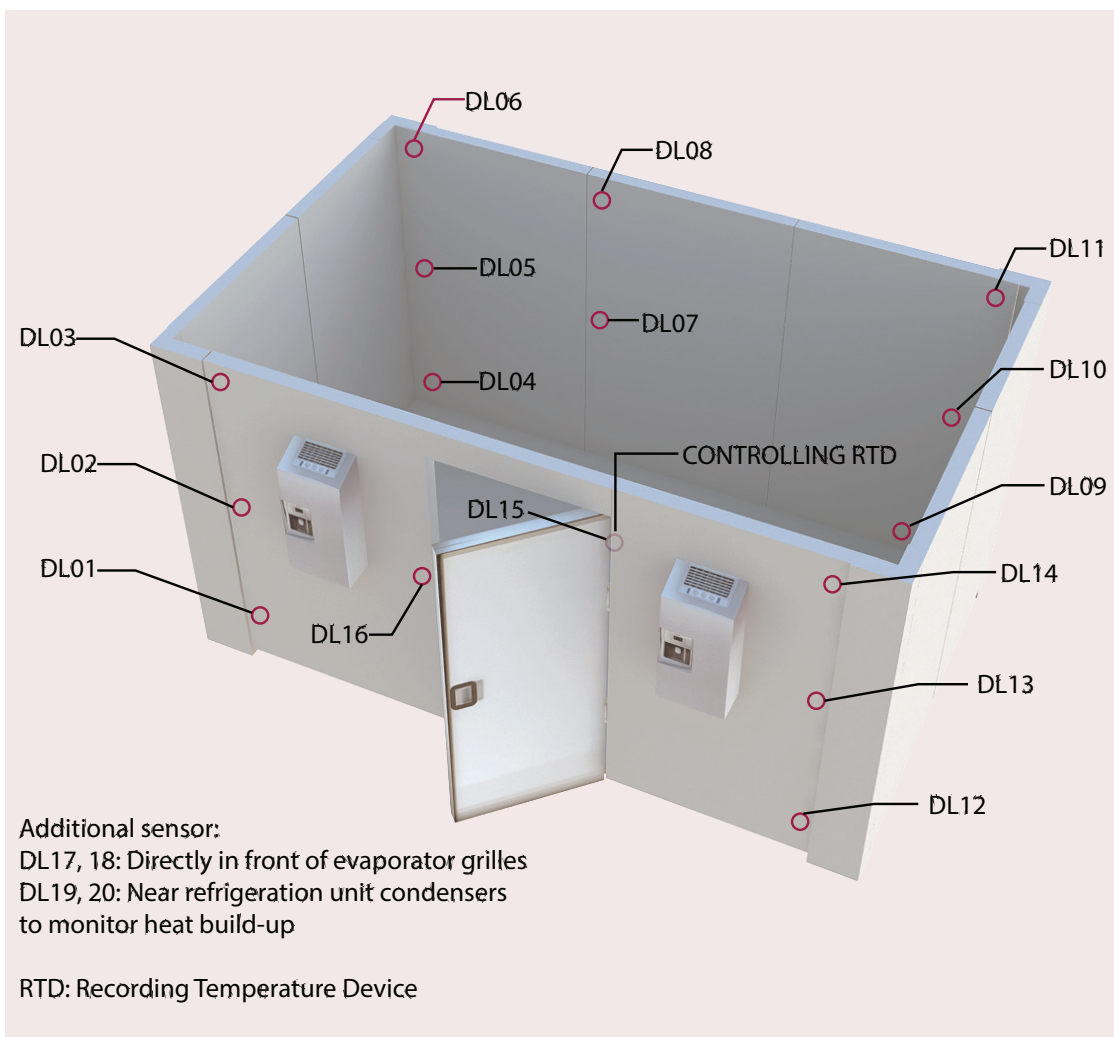 DL06
DL08
DL11
DL05
DL07
DL03
DL10
DL04
CONTROLLING RTD
DL02
DL09
DL15
DL01
DL14
DL16
DL13
DL12
Additional sensor:
DL17, 18: Directly in front of evaporator grilles
DL19, 20: Near refrigeration unit condensers
to monitor heat build-up
RTD: Recording Temperature Device